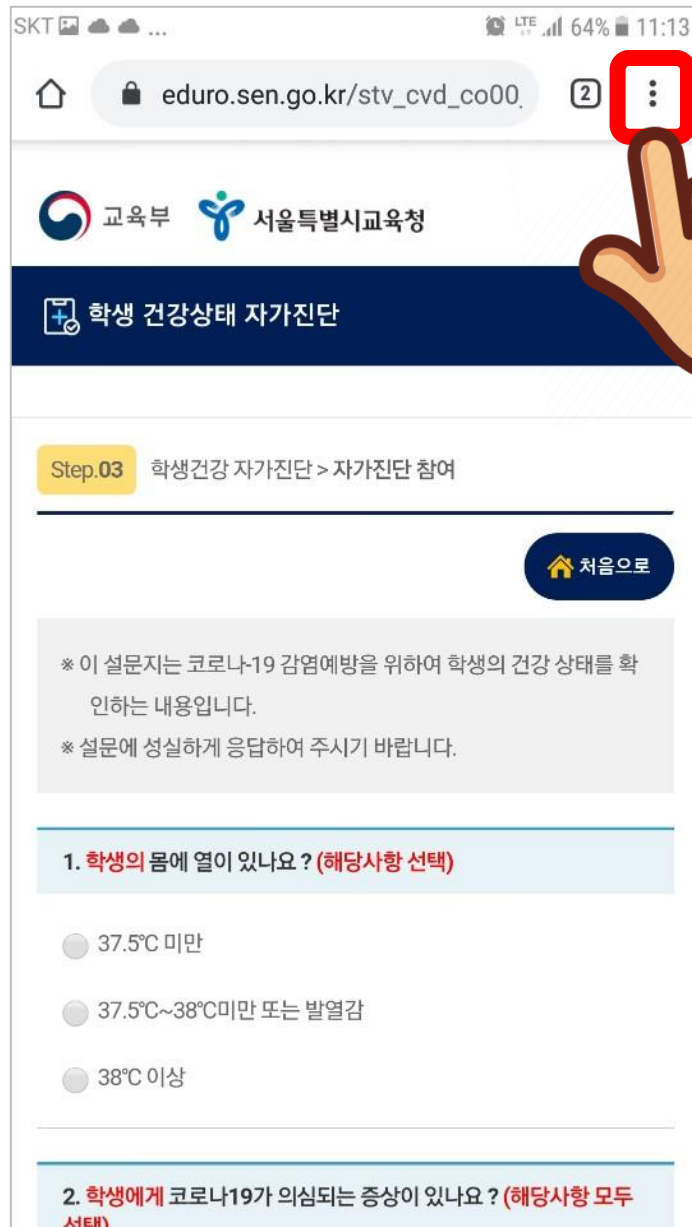 SKT ... LTE 64% 11:13
eduro.sen.go.kr/stv_cvd_co00 2
교육부 서울특별시교육청
학생 건강상태 자가진단
Step.03 학생건강 자가진단 > 자가진단 참여
처음으로
※ 이 설문지는 코로나-19 감염예방을 위하여 학생의 건강 상태를 확
인하는 내용입니다.
※ 설문에 성실하게 응답하여 주시기 바랍니다.
1. 학생의 몸에 열이 있나요 ? (해당사항 선택)
37.5℃ 미만
37.5℃~38℃미만 또는 발열감
38℃ 이상
2. 학생에게 코로나19가 의심되는 증상이 있나요 ? (해당사항 모두
선택)